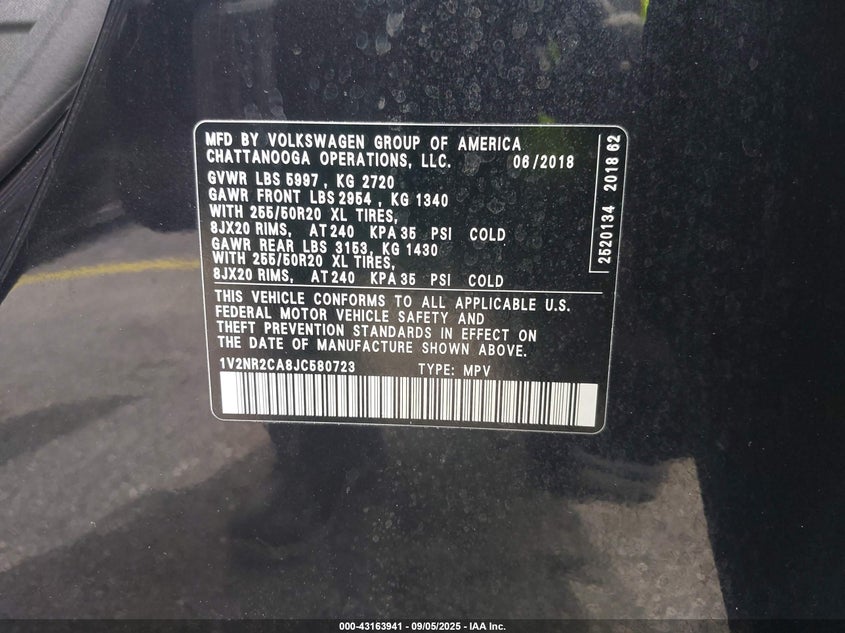 MFD BY VOLKSWAGEN GROUP OF AMERICA
CHATTANOOGA OPERATIONS, LLC. 06/2018
GVWR LBS 5997 , KG 2720
GAWR FRONT LBS 2954 , KG 1340
WITH 255/50R20 XL TIRES,
8JX20 RIMS, AT 240 KPA 35 PSI COLD
GAWR REAR LBS 3153, KG 1430
WITH 255/50R20 XL TIRES,
8JX20 RIMS, AT 240 KPA 35 PSI COLD
THIS VEHICLE CONFORMS TO ALL APPLICABLE U.S.
FEDERAL MOTOR VEHICLE SAFETY AND
THEFT PREVENTION STANDARDS IN EFFECT ON
THE DATE OF MANUFACTURE SHOWN ABOVE.
1V2NR2CA8JC580723 TYPE: MPV
2520134 2018 62
000-43163941 - 09/05/2025 - IAA Inc.